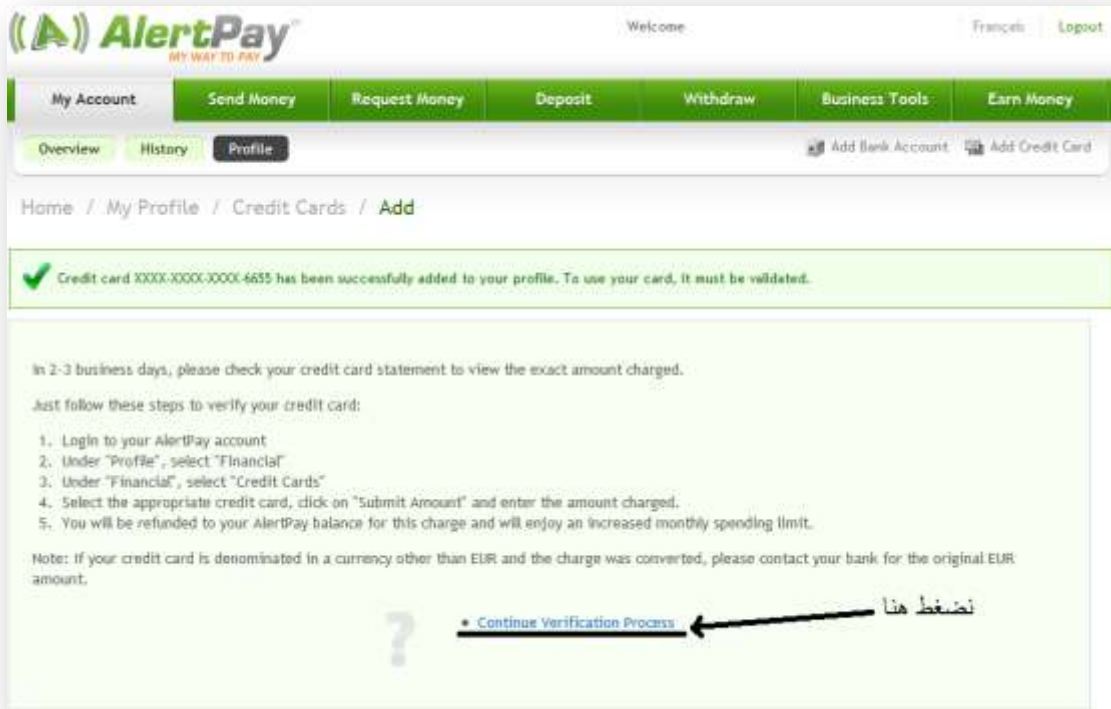 AlertPay
MY WAY TO PAY
Welcome
Français Logout
My Account Send Money Request Money Deposit Withdraw Business Tools Earn Money
Overview History Profile Add Bank Account Add Credit Card
Home / My Profile / Credit Cards / Add
Credit card XXXX-XXXX-XXXX-6655 has been successfully added to your profile. To use your card, it must be validated.
In 2-3 business days, please check your credit card statement to view the exact amount charged.
Just follow these steps to verify your credit card:
1. Login to your AlertPay account
2. Under "Profile", select "Financial"
3. Under "Financial", select "Credit Cards"
4. Select the appropriate credit card, click on "Submit Amount" and enter the amount charged.
5. You will be refunded to your AlertPay balance for this charge and will enjoy an increased monthly spending limit.
Note: If your credit card is denominated in a currency other than EUR and the charge was converted, please contact your bank for the original EUR
amount.
نضغط هنا
? • Continue Verification Process